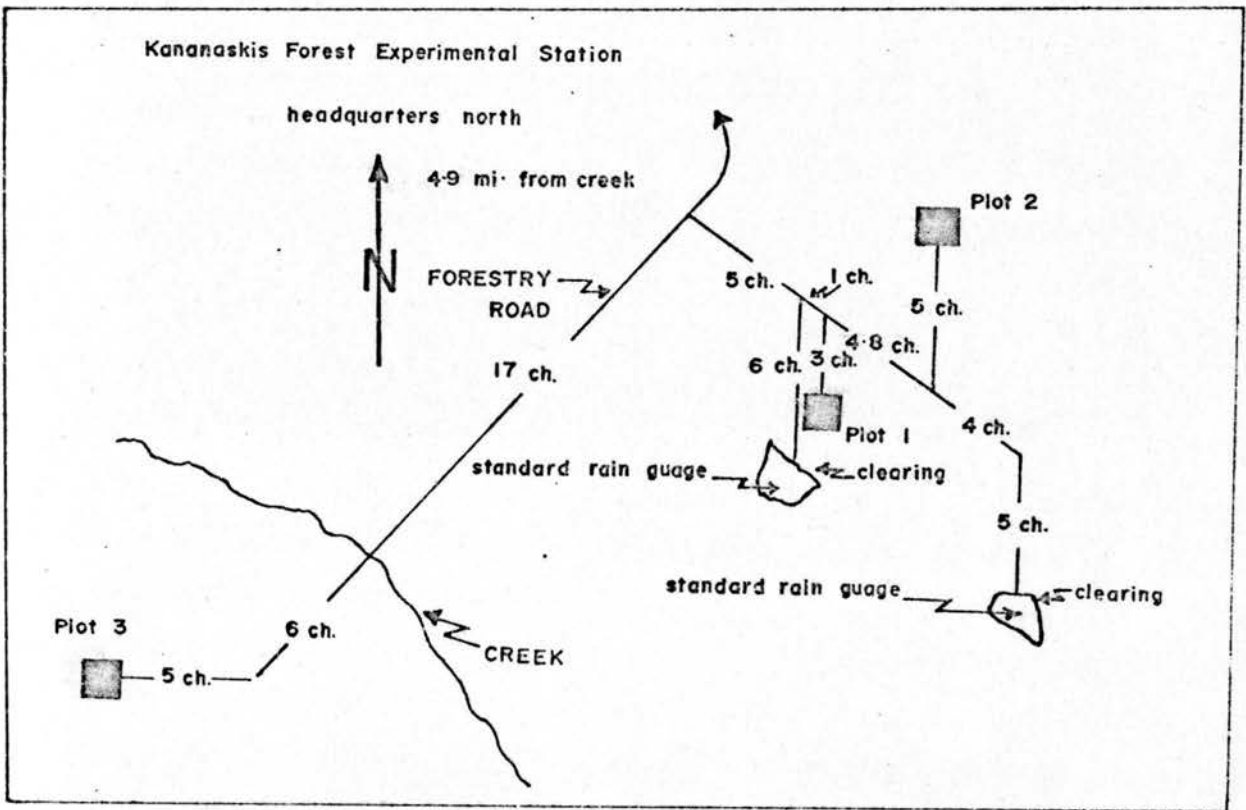 Kananaskis Forest Experimental Station
headquarters north
4·9 mi· from creek
N
FORESTRY
ROAD
17 ch.
5 ch.
1 ch.
Plot 2
5 ch.
4·8 ch.
6 ch.
3 ch.
Plot 1
4 ch.
standard rain guage
clearing
5 ch.
standard rain guage
clearing
Plot 3
6 ch.
5 ch.
CREEK